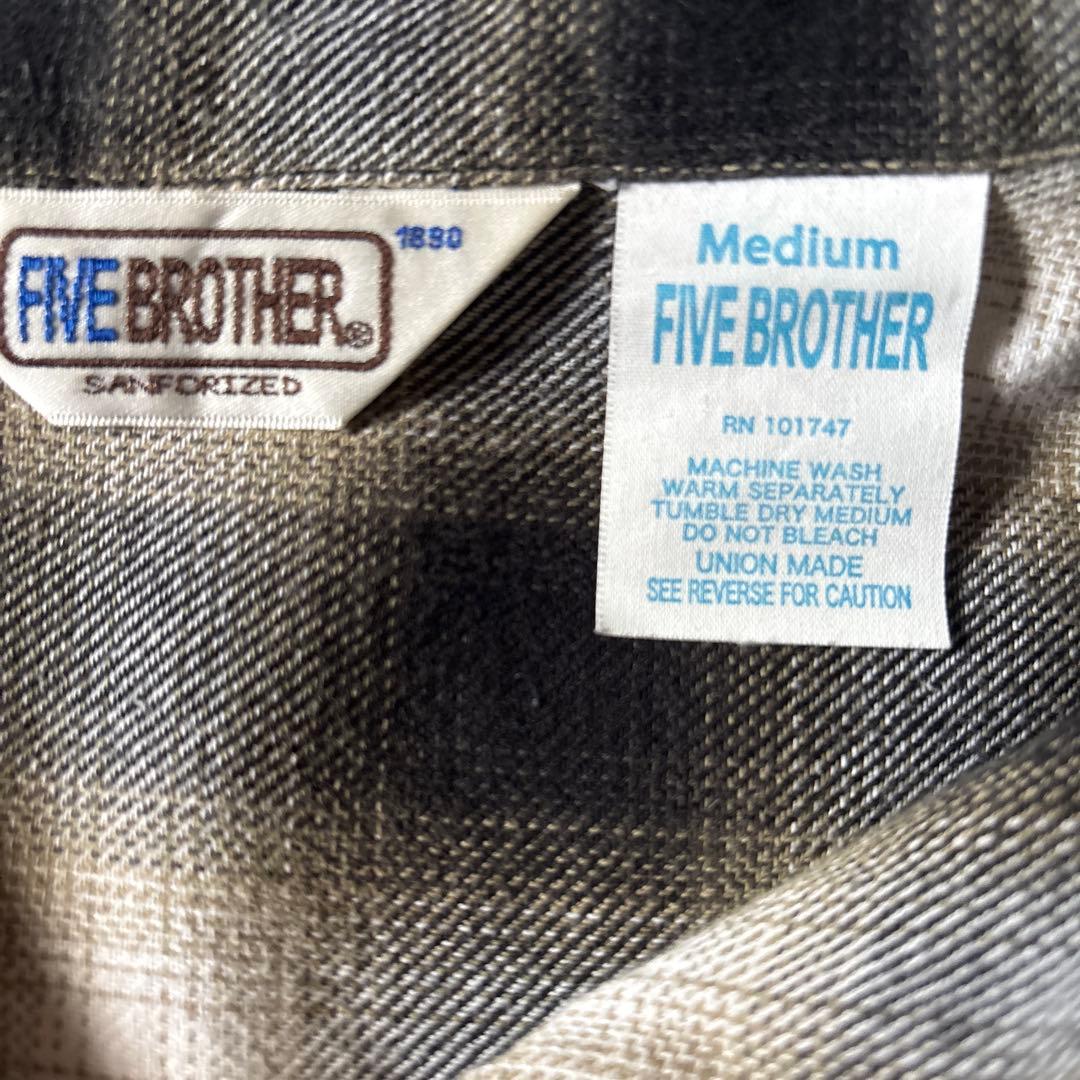 1890
FIVE BROTHER®
SANFORIZED
Medium
FIVE BROTHER
RN 101747
MACHINE WASH
WARM SEPARATELY
TUMBLE DRY MEDIUM
DO NOT BLEACH
UNION MADE
SEE REVERSE FOR CAUTION